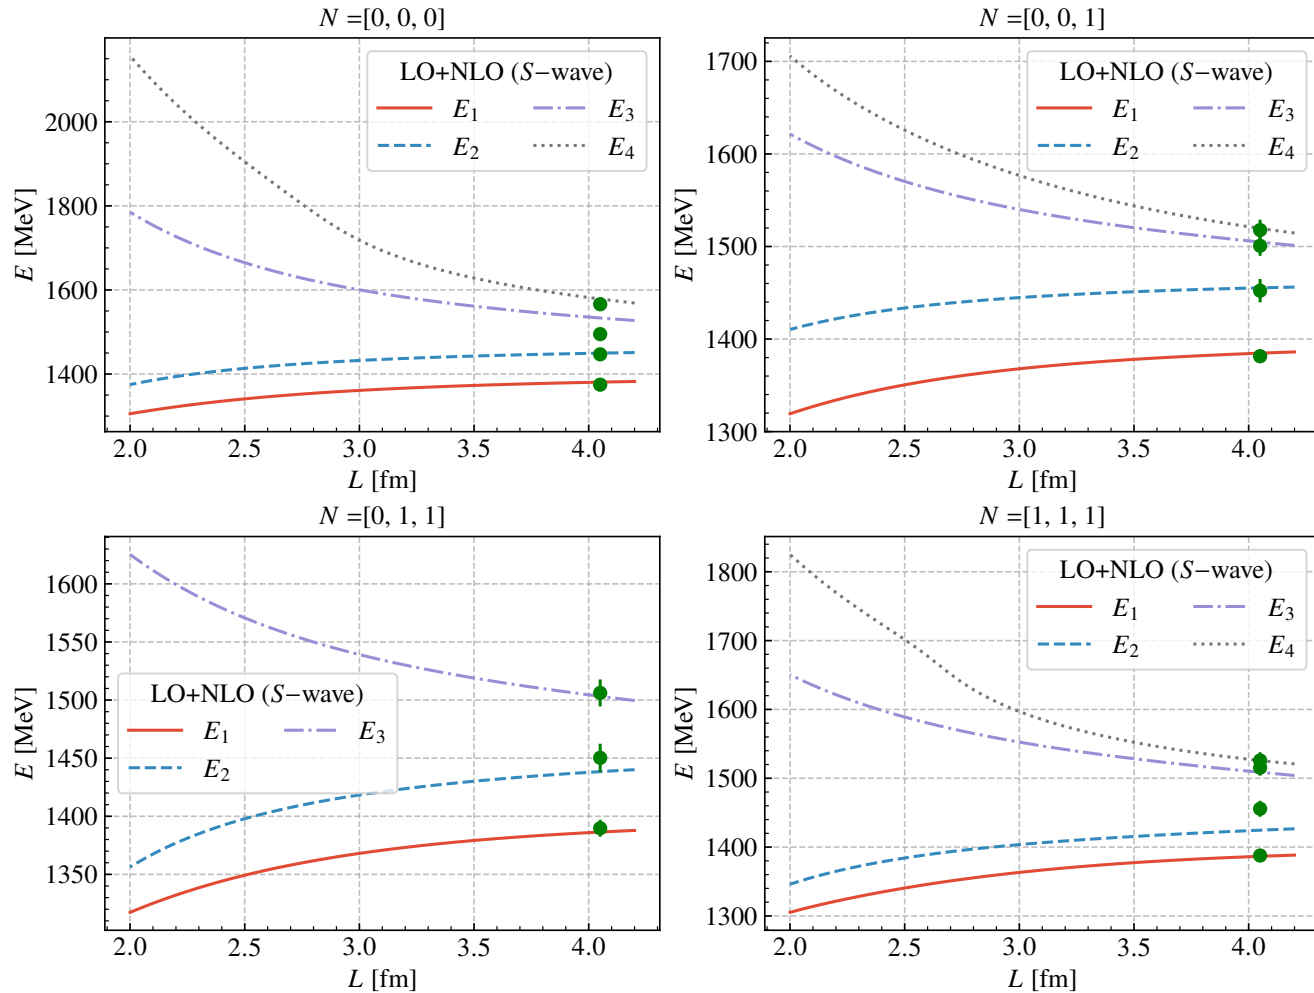 N =[0, 0, 0]
E [MeV]
2000
1800
1600
1400
LO+NLO (S−wave)
E₁ E₃
E₂ E₄
2.0 2.5 3.0 3.5 4.0
L [fm]
N =[0, 0, 1]
E [MeV]
1700
1600
1500
1400
1300
LO+NLO (S−wave)
E₁ E₃
E₂ E₄
2.0 2.5 3.0 3.5 4.0
L [fm]
N =[0, 1, 1]
E [MeV]
1600
1550
1500
1450
1400
1350
LO+NLO (S−wave)
E₁ E₃
E₂
2.0 2.5 3.0 3.5 4.0
L [fm]
N =[1, 1, 1]
E [MeV]
1800
1700
1600
1500
1400
1300
LO+NLO (S−wave)
E₁ E₃
E₂ E₄
2.0 2.5 3.0 3.5 4.0
L [fm]